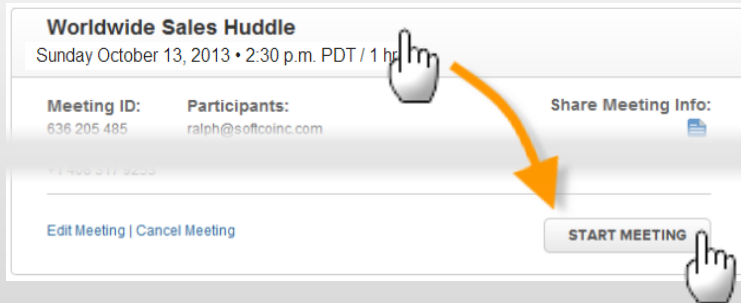 Worldwide Sales Huddle
Sunday October 13, 2013 • 2:30 p.m. PDT / 1 hr
Meeting ID: Participants: Share Meeting Info:
636 205 485 ralph@softcoinc.com
Edit Meeting | Cancel Meeting START MEETING